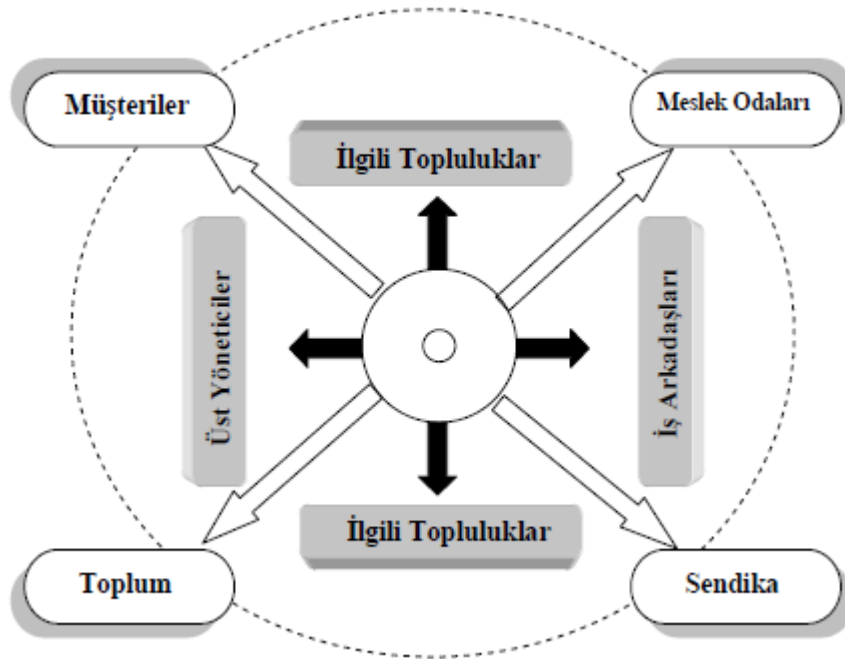 Müşteriler
Meslek Odaları
İlgili Topluluklar
Üst Yöneticiler
İş Arkadaşları
İlgili Topluluklar
Toplum
Sendika